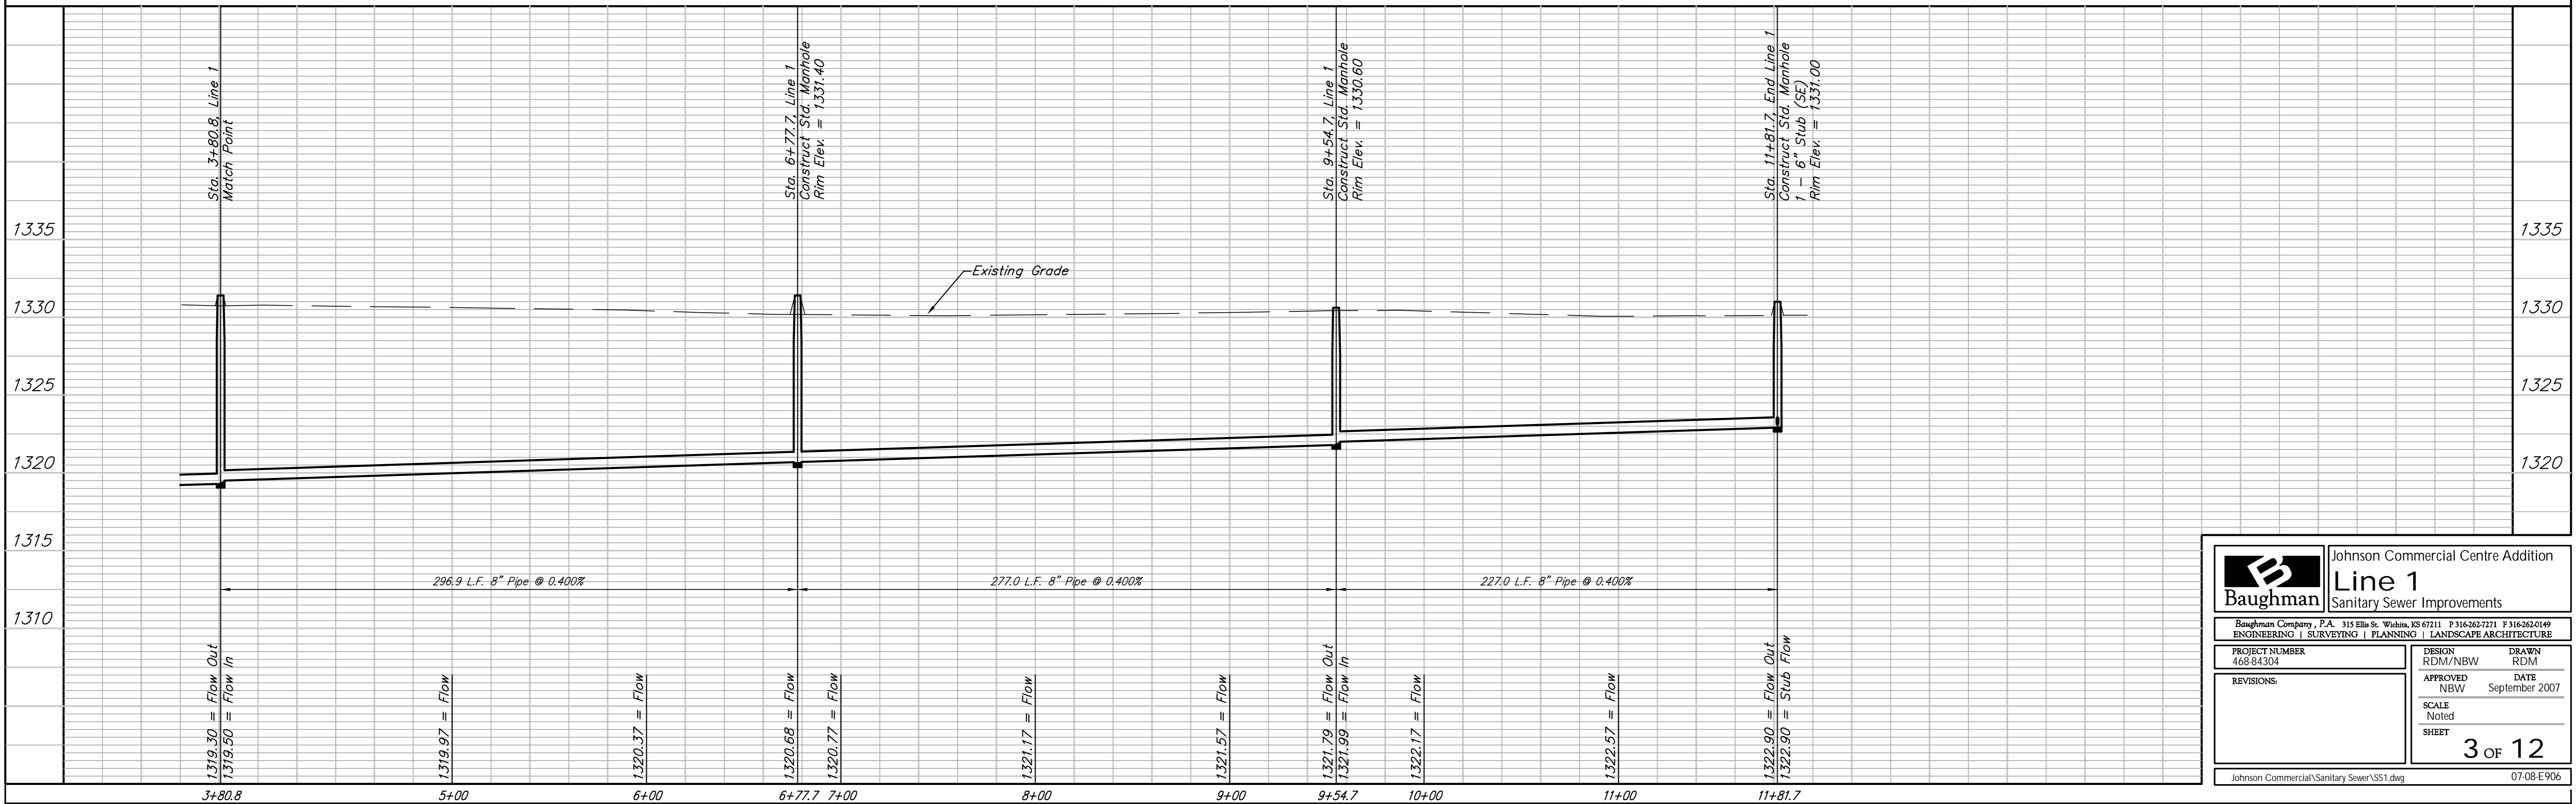 Sta. 3+80.8, Line 1
Match Point
Sta. 6+77.7, Line 1
Construct Std. Manhole
Rim Elev. = 1331.40
Sta. 9+54.7, Line 1
Construct Std. Manhole
Rim Elev. = 1330.60
Sta. 11+81.7, End Line 1
Construct Std. Manhole
1 - 6" Stub (SE)
Rim Elev. = 1331.00
1335
1330
1325
1320
1315
1310
1335
1330
1325
1320
Existing Grade
296.9 L.F. 8" Pipe @ 0.400%
277.0 L.F. 8" Pipe @ 0.400%
227.0 L.F. 8" Pipe @ 0.400%
1319.30 = Flow Out
1319.50 = Flow In
1319.97 = Flow
1320.37 = Flow
1320.68 = Flow
1320.77 = Flow
1321.17 = Flow
1321.57 = Flow
1321.79 = Flow Out
1321.99 = Flow In
1322.17 = Flow
1322.57 = Flow
1322.90 = Flow Out
1322.90 = Stub Flow
3+80.8
5+00
6+00
6+77.7
7+00
8+00
9+00
9+54.7
10+00
11+00
11+81.7
B
Baughman
Johnson Commercial Centre Addition
Line 1
Sanitary Sewer Improvements
Baughman Company, P.A. 315 Ellis St. Wichita, KS 67211 P 316-262-7271 F 316-262-0149
ENGINEERING | SURVEYING | PLANNING | LANDSCAPE ARCHITECTURE
PROJECT NUMBER
468-84304
REVISIONS:
DESIGN
RDM/NBW
DRAWN
RDM
APPROVED
NBW
DATE
September 2007
SCALE
Noted
SHEET
3 OF 12
Johnson Commercial\Sanitary Sewer\SS1.dwg
07-08-E906